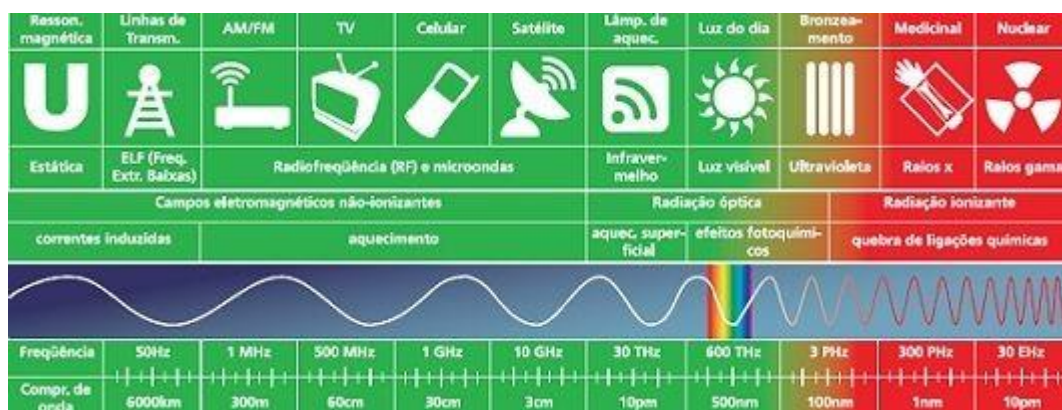 Resson. magnética
Linhas de Transm.
AM/FM
TV
Celular
Satélite
Lâmp. de aquec.
Luz do dia
Bronzea-mento
Medicinal
Nuclear
Estática
ELF (Freq. Extr. Baixas)
Radiofreqüência (RF) e microondas
Infraver-melho
Luz visível
Ultravioleta
Raios x
Raios gama
Campos eletromagnéticos não-ionizantes
Radiação óptica
Radiação ionizante
correntes induzidas
aquecimento
aquec. super-ficial
efeitos fotoquími-cos
quebra de ligações químicas
Freqüência
50Hz
1 MHz
500 MHz
1 GHz
10 GHz
30 THz
600 THz
3 PHz
300 PHz
30 EHz
Compr. de onda
6000km
300m
60cm
30cm
3cm
10pm
500nm
100nm
1nm
10pm